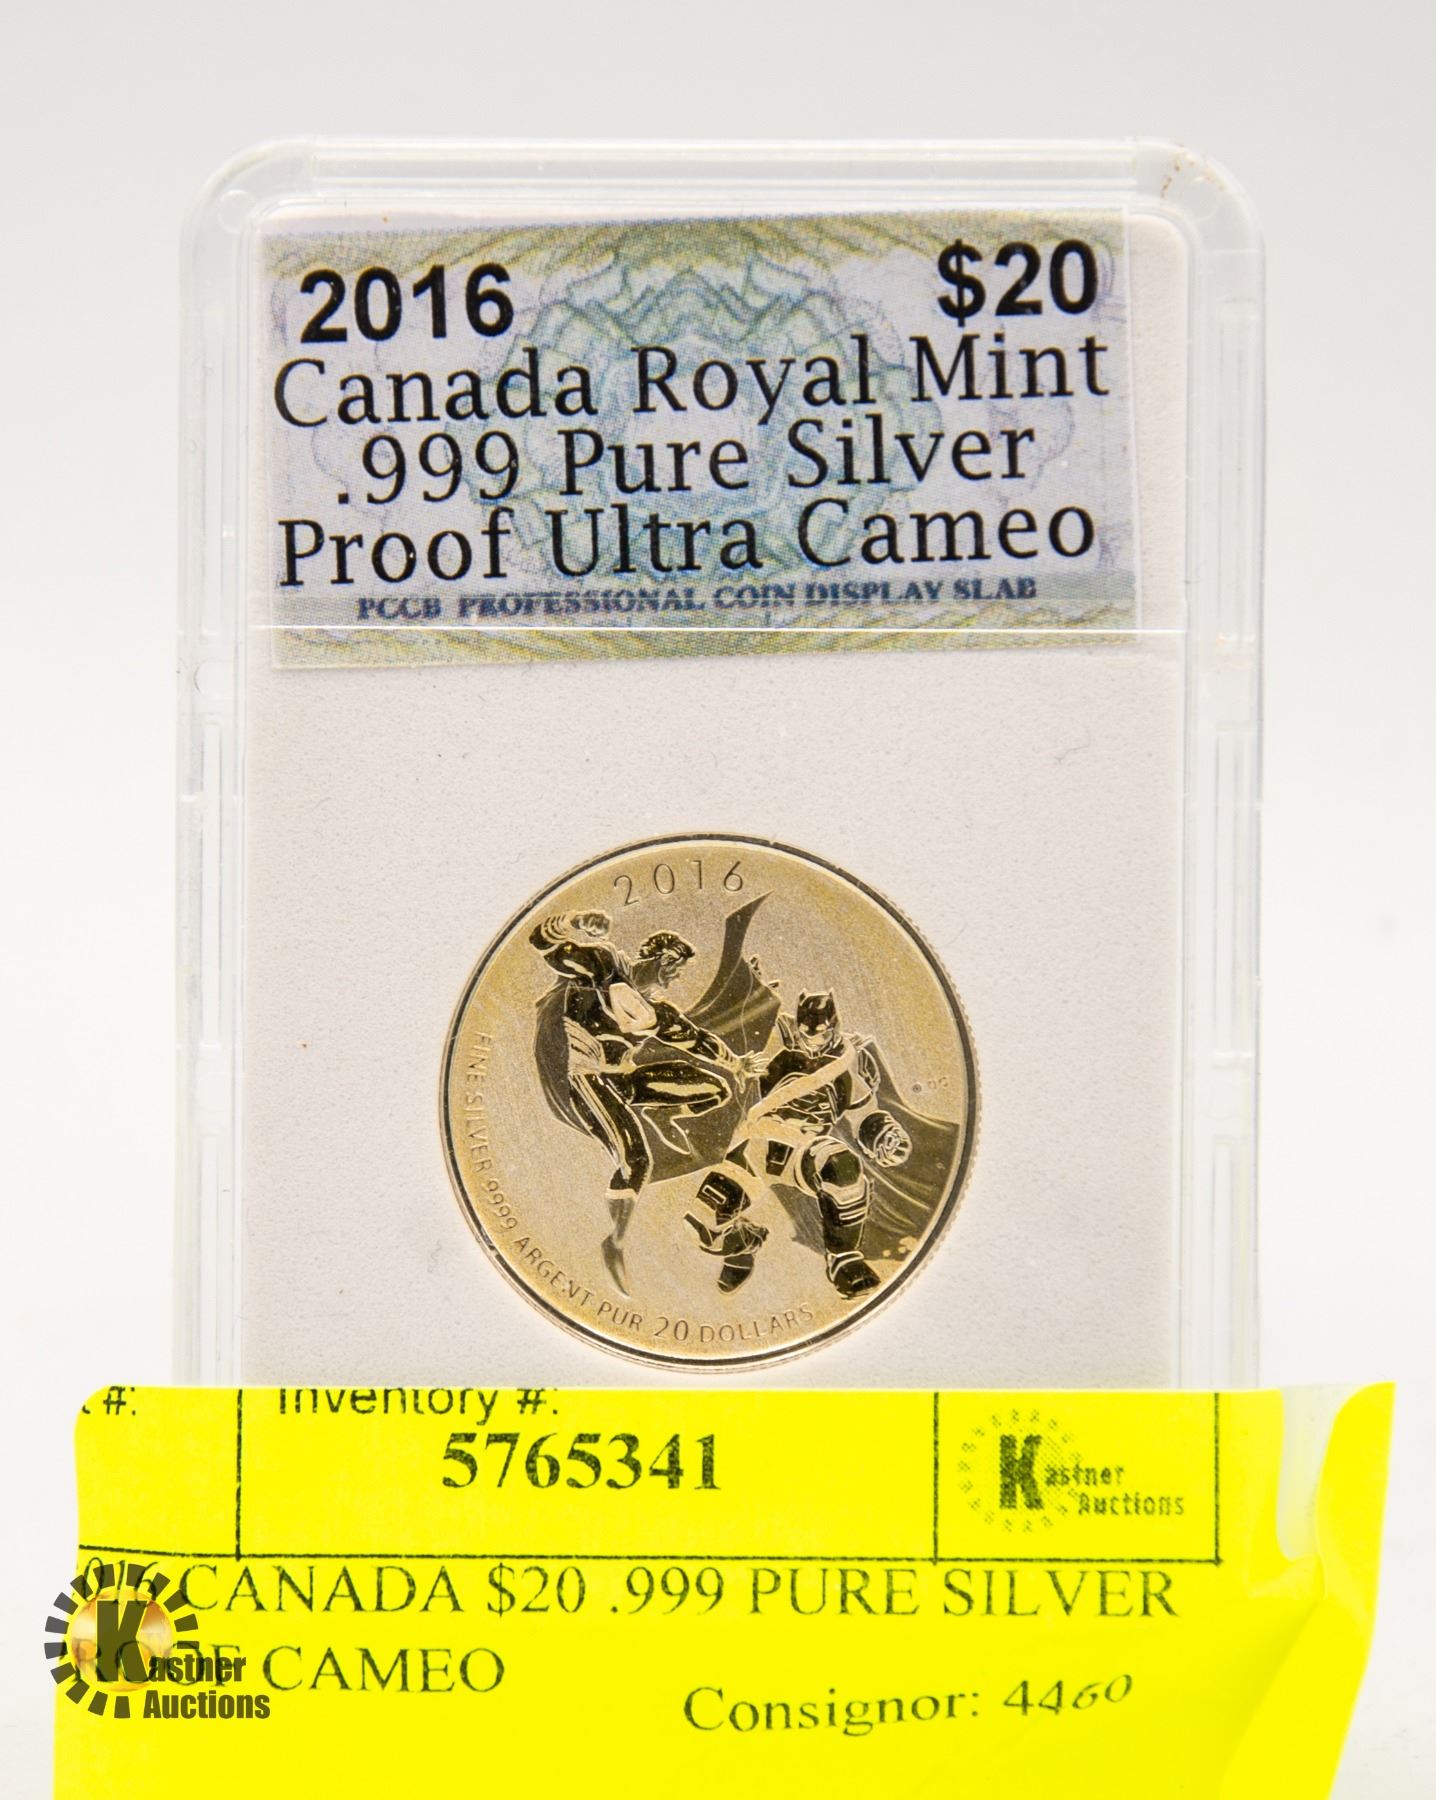 2016 $20
Canada Royal Mint
.999 Pure Silver
Proof Ultra Cameo
PCCB PROFESSIONAL COIN DISPLAY SLAB
2016
FINE SILVER 9999 ARGENT PUR 20 DOLLARS
#: Inventory #:
5765341
Kastner
Auctions
016 CANADA $20 .999 PURE SILVER
ROOF CAMEO
Consignor: 4460
Kastner
Auctions